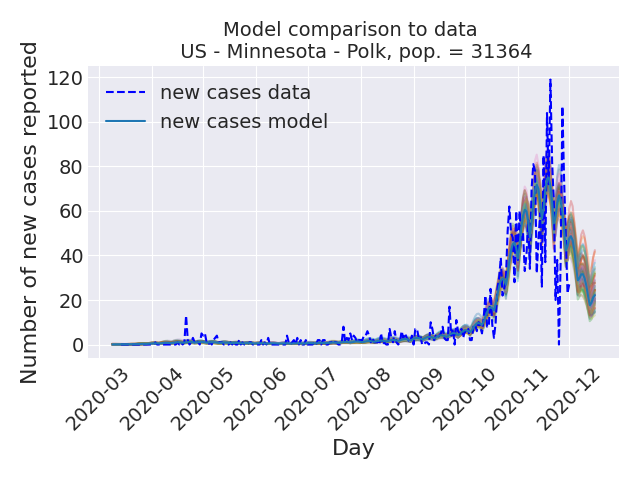 Model comparison to data
US - Minnesota - Polk, pop. = 31364
Number of new cases reported
120
100
80
60
40
20
0
new cases data
new cases model
2020-03
2020-04
2020-05
2020-06
2020-07
2020-08
2020-09
2020-10
2020-11
2020-12
Day